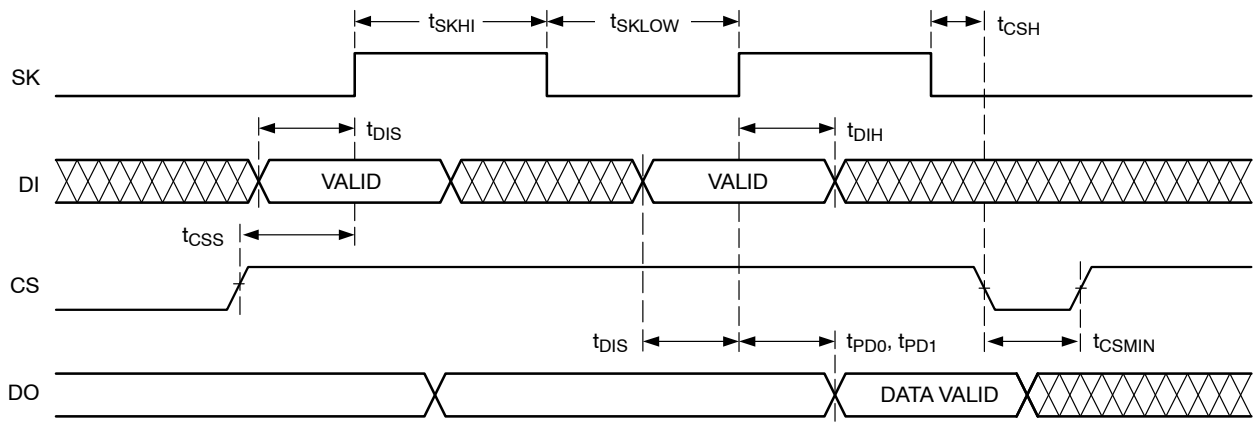 tSKHI tSKLOW tCSH
SK
tDIS tDIH
DI VALID VALID
tCSS
CS
tDIS tPD0, tPD1 tCSMIN
DO DATA VALID